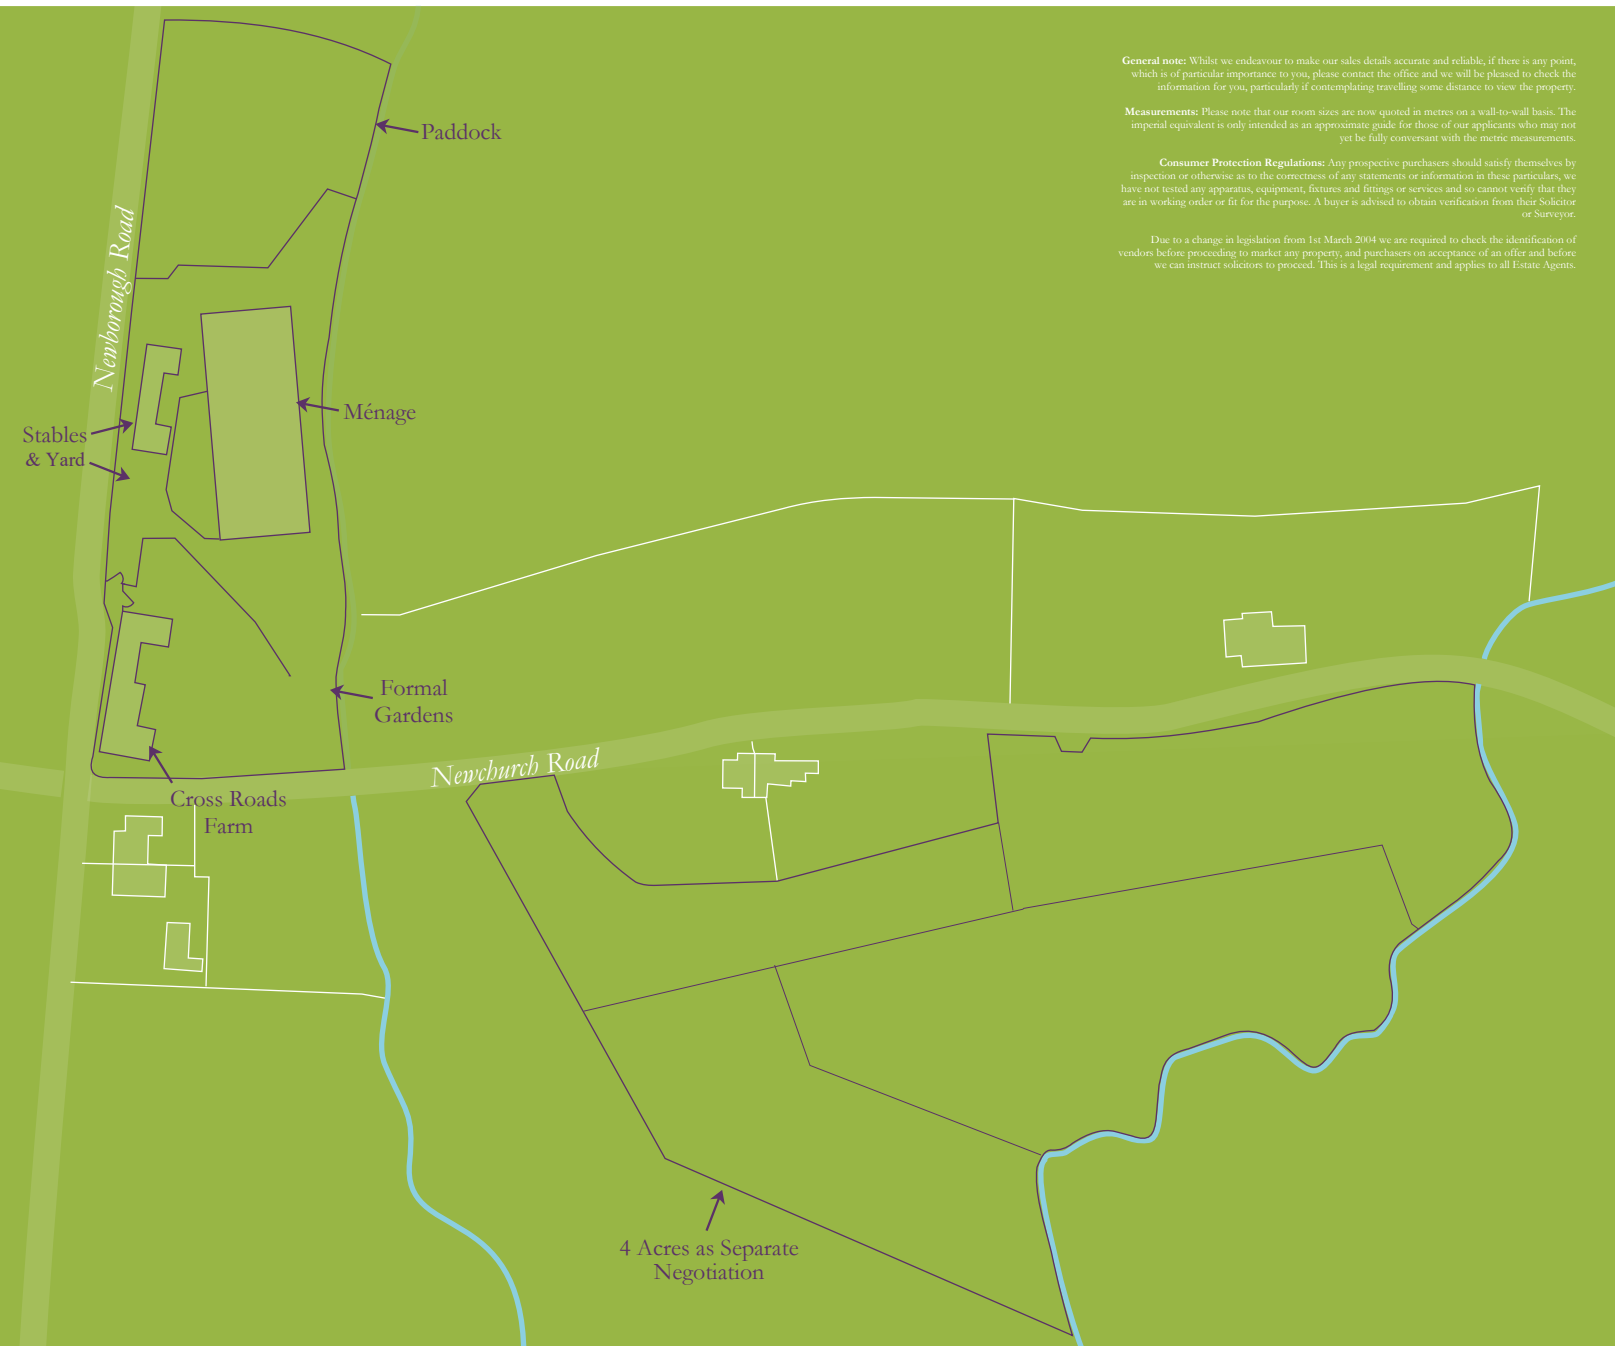 General note: Whilst we endeavour to make our sales details accurate and reliable, if there is any point,
which is of particular importance to you, please contact the office and we will be pleased to check the
information for you, particularly if contemplating travelling some distance to view the property.
Measurements: Please note that our room sizes are now quoted in metres on a wall-to-wall basis. The
imperial equivalent is only intended as an approximate guide for those of our applicants who may not
yet be fully conversant with the metric measurements.
Consumer Protection Regulations: Any prospective purchasers should satisfy themselves by
inspection or otherwise as to the correctness of any statements or information in these particulars, we
have not tested any apparatus, equipment, fixtures and fittings or services and so cannot verify that they
are in working order or fit for the purpose. A buyer is advised to obtain verification from their Solicitor
or Surveyor.
Due to a change in legislation from 1st March 2004 we are required to check the identification of
vendors before proceeding to market any property, and purchasers on acceptance of an offer and before
we can instruct solicitors to proceed. This is a legal requirement and applies to all Estate Agents.
Paddock
Newborough Road
Ménage
Stables
& Yard
Formal
Gardens
Newchurch Road
Cross Roads
Farm
4 Acres as Separate
Negotiation